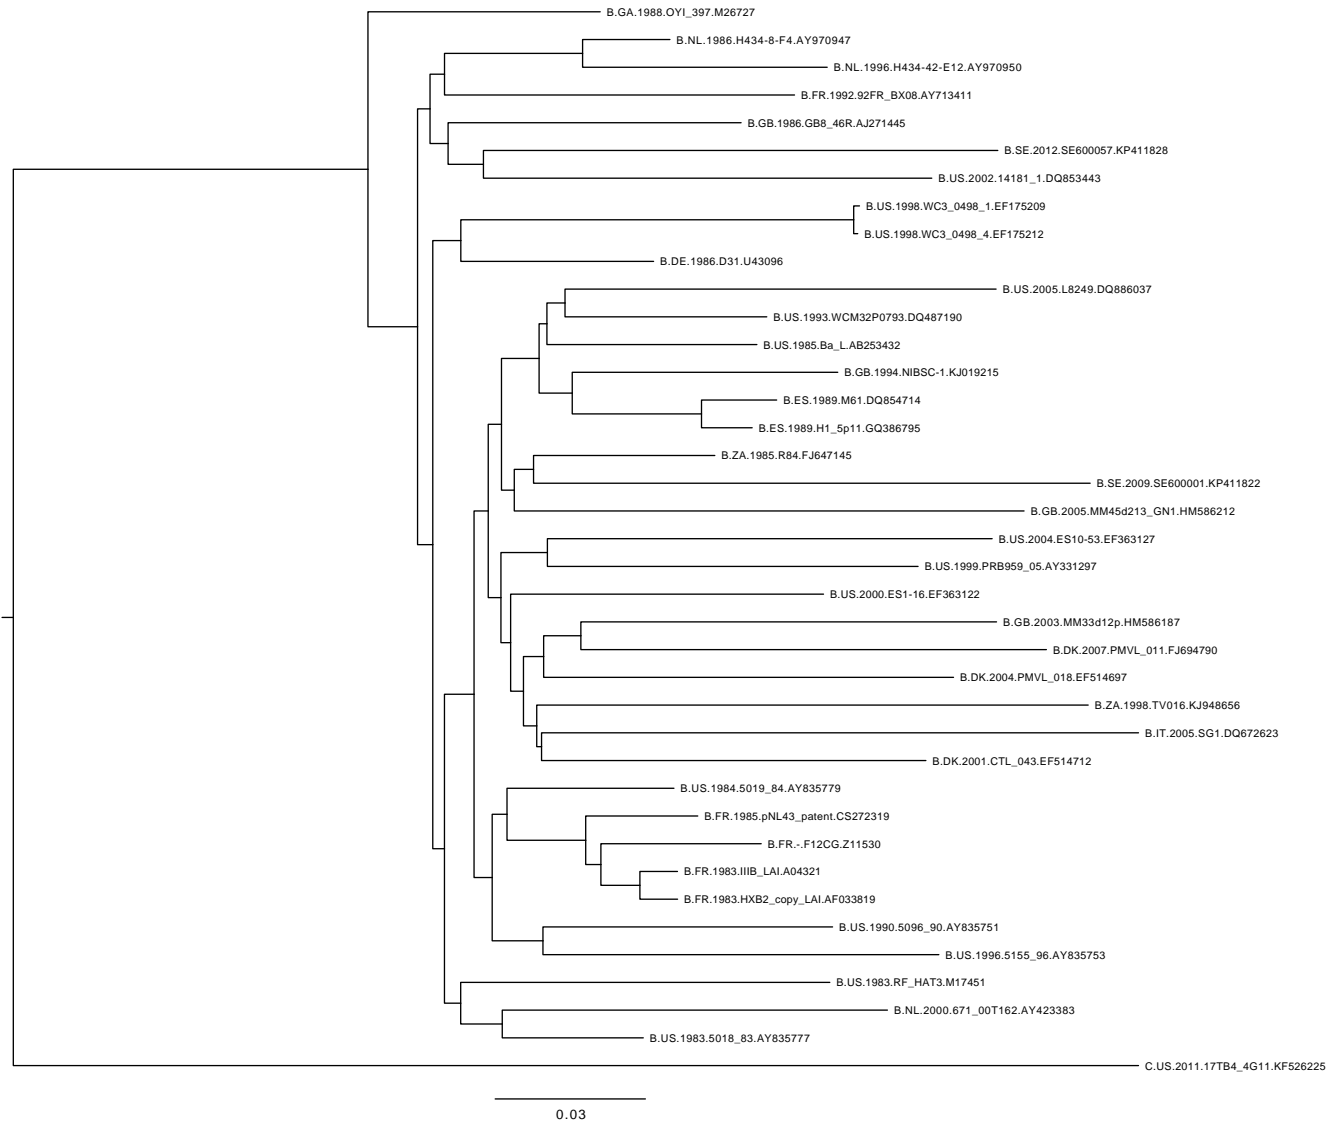 B.GA.1988.OYI_397.M26727
B.NL.1986.H434-8-F4.AY970947
B.NL.1996.H434-42-E12.AY970950
B.FR.1992.92FR_BX08.AY713411
B.GB.1986.GB8_46R.AJ271445
B.SE.2012.SE600057.KP411828
B.US.2002.14181_1.DQ853443
B.US.1998.WC3_0498_1.EF175209
B.US.1998.WC3_0498_4.EF175212
B.DE.1986.D31.U43096
B.US.2005.L8249.DQ886037
B.US.1993.WCM32P0793.DQ487190
B.US.1985.Ba_L.AB253432
B.GB.1994.NIBSC-1.KJ019215
B.ES.1989.M61.DQ854714
B.ES.1989.H1_5p11.GQ386795
B.ZA.1985.R84.FJ647145
B.SE.2009.SE600001.KP411822
B.GB.2005.MM45d213_GN1.HM586212
B.US.2004.ES10-53.EF363127
B.US.1999.PRB959_05.AY331297
B.US.2000.ES1-16.EF363122
B.GB.2003.MM33d12p.HM586187
B.DK.2007.PMVL_011.FJ694790
B.DK.2004.PMVL_018.EF514697
B.ZA.1998.TV016.KJ948656
B.IT.2005.SG1.DQ672623
B.DK.2001.CTL_043.EF514712
B.US.1984.5019_84.AY835779
B.FR.1985.pNL43_patent.CS272319
B.FR.-.F12CG.Z11530
B.FR.1983.IIIB_LAI.A04321
B.FR.1983.HXB2_copy_LAI.AF033819
B.US.1990.5096_90.AY835751
B.US.1996.5155_96.AY835753
B.US.1983.RF_HAT3.M17451
B.NL.2000.671_00T162.AY423383
B.US.1983.5018_83.AY835777
C.US.2011.17TB4_4G11.KF526225
0.03